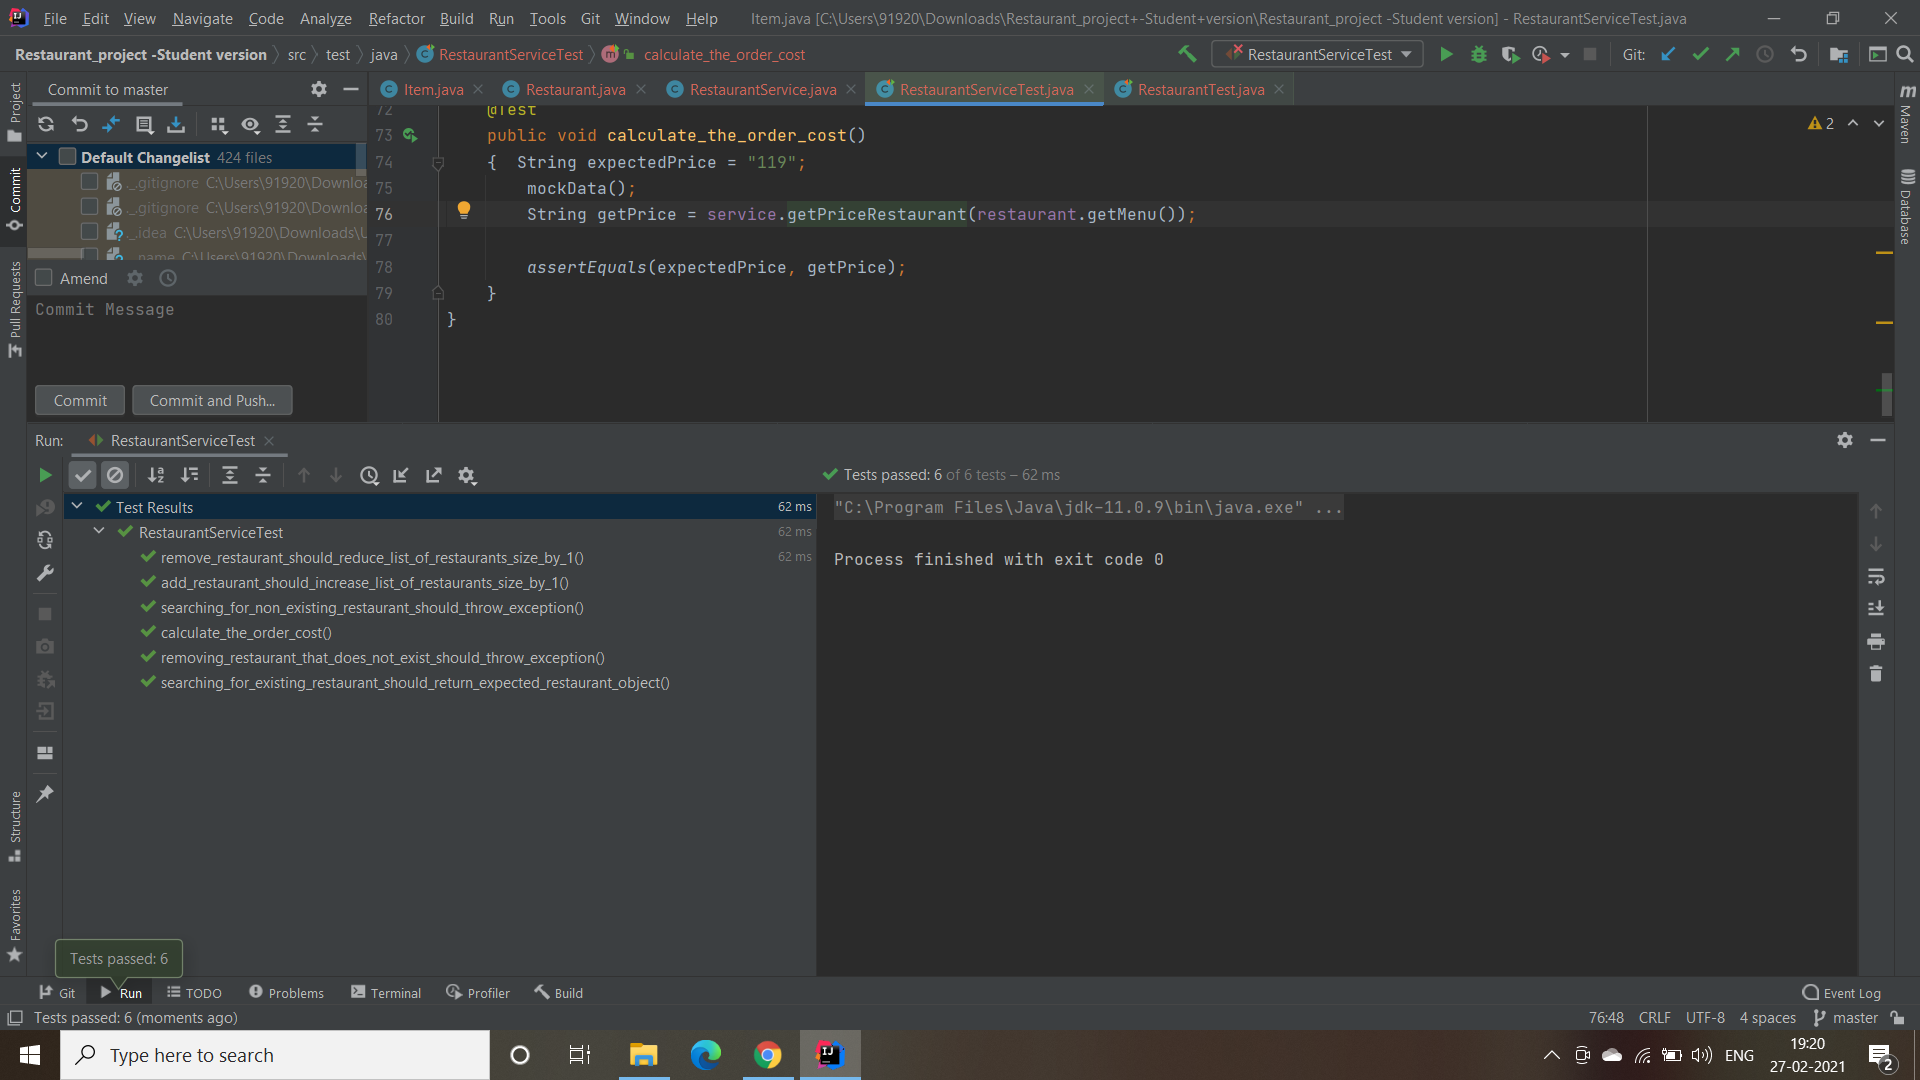 File Edit View Navigate Code Analyze Refactor Build Run Tools Git Window Help Item.java [C:\Users\91920\Downloads\Restaurant_project+-Student+version\Restaurant_project -Student version] - RestaurantServiceTest.java
Restaurant_project -Student version src test java RestaurantServiceTest calculate_the_order_cost RestaurantServiceTest Git:
Commit to master
Item.java Restaurant.java RestaurantService.java RestaurantServiceTest.java RestaurantTest.java
Project
Commit
Pull Requests
Structure
Favorites
Maven
Database
Default Changelist 424 files
_.gitignore C:\Users\91920\Downloa
_.gitignore C:\Users\91920\Downloa
_.idea C:\Users\91920\Downloads\U
_name C:\Users\91920\Downloads\
Amend
Commit Message
Commit Commit and Push...
2
72 @Test
73 public void calculate_the_order_cost()
74 { String expectedPrice = "119";
75 mockData();
76 String getPrice = service.getPriceRestaurant(restaurant.getMenu());
77
78 assertEquals(expectedPrice, getPrice);
79 }
80 }
Run: RestaurantServiceTest
Tests passed: 6 of 6 tests – 62 ms
Test Results 62 ms
RestaurantServiceTest 62 ms
remove_restaurant_should_reduce_list_of_restaurants_size_by_1() 62 ms
add_restaurant_should_increase_list_of_restaurants_size_by_1()
searching_for_non_existing_restaurant_should_throw_exception()
calculate_the_order_cost()
removing_restaurant_that_does_not_exist_should_throw_exception()
searching_for_existing_restaurant_should_return_expected_restaurant_object()
"C:\Program Files\Java\jdk-11.0.9\bin\java.exe" ...
Process finished with exit code 0
Tests passed: 6
Git Run TODO Problems Terminal Profiler Build Event Log
Tests passed: 6 (moments ago) 76:48 CRLF UTF-8 4 spaces master
Type here to search ENG 19:20
27-02-2021
2